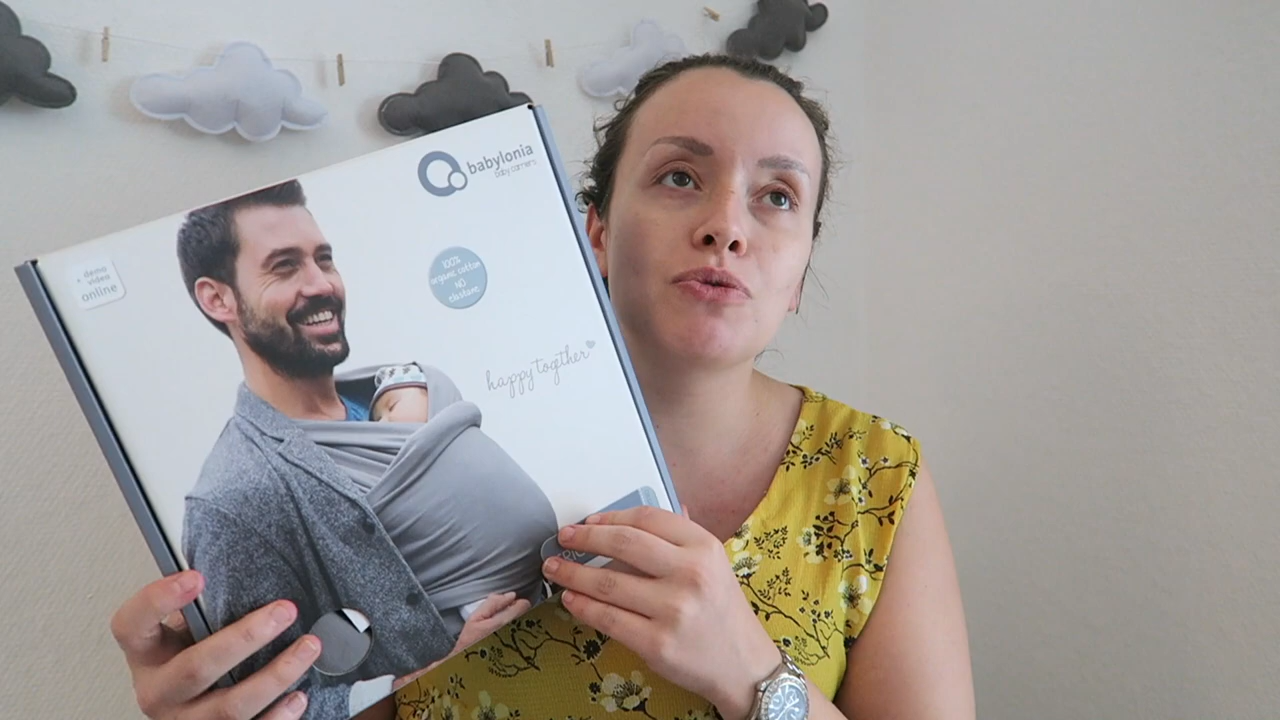 babylonia
baby carriers
+ demo
video
online
100%
organic cotton
NO
elastane
happy together